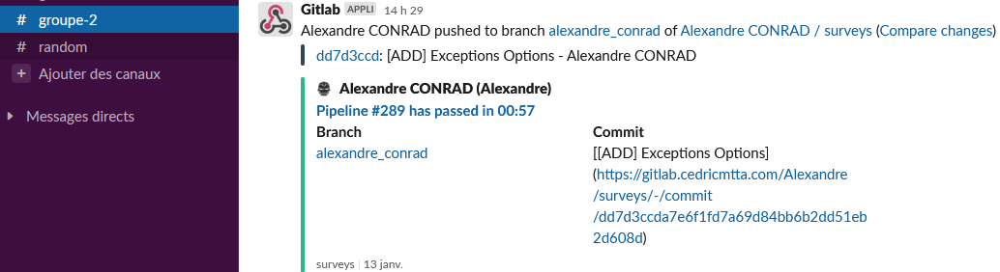 # groupe-2
# random
+ Ajouter des canaux
Messages directs
Gitlab APPLI 14 h 29
Alexandre CONRAD pushed to branch alexandre_conrad of Alexandre CONRAD / surveys (Compare changes)
dd7d3ccd: [ADD] Exceptions Options - Alexandre CONRAD
Alexandre CONRAD (Alexandre)
Pipeline #289 has passed in 00:57
Branch
alexandre_conrad
Commit
[[ADD] Exceptions Options]
(https://gitlab.cedricmtta.com/Alexandre
/surveys/-/commit
/dd7d3ccda7e6f1fd7a69d84bb6b2dd51eb
2d608d)
surveys | 13 janv.